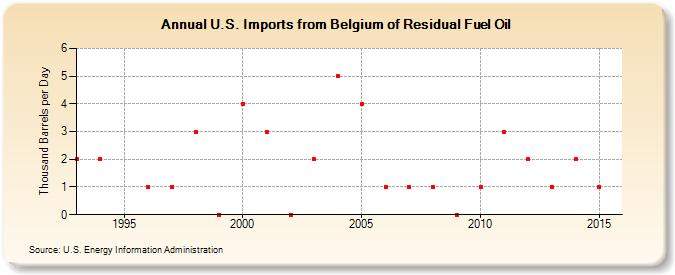 Annual U.S. Imports from Belgium of Residual Fuel Oil
Thousand Barrels per Day
6
5
4
3
2
1
0
1995 2000 2005 2010 2015
Source: U.S. Energy Information Administration